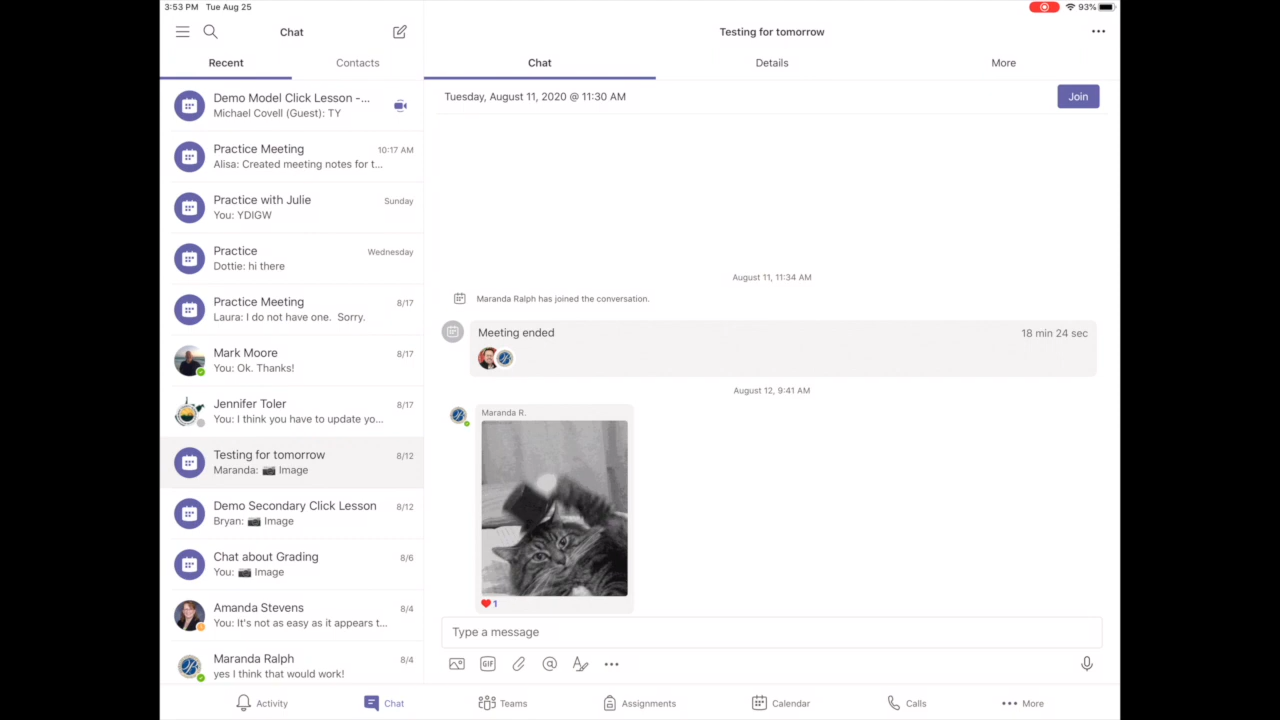 3:53 PM Tue Aug 25
93%
Chat
Recent
Contacts
Demo Model Click Lesson -...
Michael Covell (Guest): TY
Practice Meeting
10:17 AM
Alisa: Created meeting notes for t...
Practice with Julie
Sunday
You: YDIGW
Practice
Wednesday
Dottie: hi there
Practice Meeting
8/17
Laura: I do not have one. Sorry.
Mark Moore
8/17
You: Ok. Thanks!
Jennifer Toler
8/17
You: I think you have to update yo...
Testing for tomorrow
8/12
Maranda: 📷 Image
Demo Secondary Click Lesson
8/12
Bryan: 📷 Image
Chat about Grading
8/6
You: 📷 Image
Amanda Stevens
8/4
You: It's not as easy as it appears t...
Maranda Ralph
8/4
yes I think that would work!
Testing for tomorrow
Chat
Details
More
Tuesday, August 11, 2020 @ 11:30 AM
Join
August 11, 11:34 AM
Maranda Ralph has joined the conversation.
Meeting ended
18 min 24 sec
August 12, 9:41 AM
Maranda R.
❤️ 1
Type a message
GIF
Activity
Chat
Teams
Assignments
Calendar
Calls
More